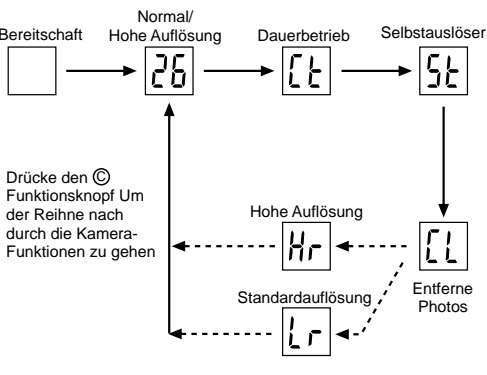 Normal/
Bereitschaft Hohe Auflösung Dauerbetrieb Selbstauslöser
26 Ct St
Drücke den Ⓒ
Funktionsknopf Um
der Reihne nach
durch die Kamera-
Funktionen zu gehen
Hohe Auflösung
Hr CL
Entferne
Photos
Standardauflösung
Lr